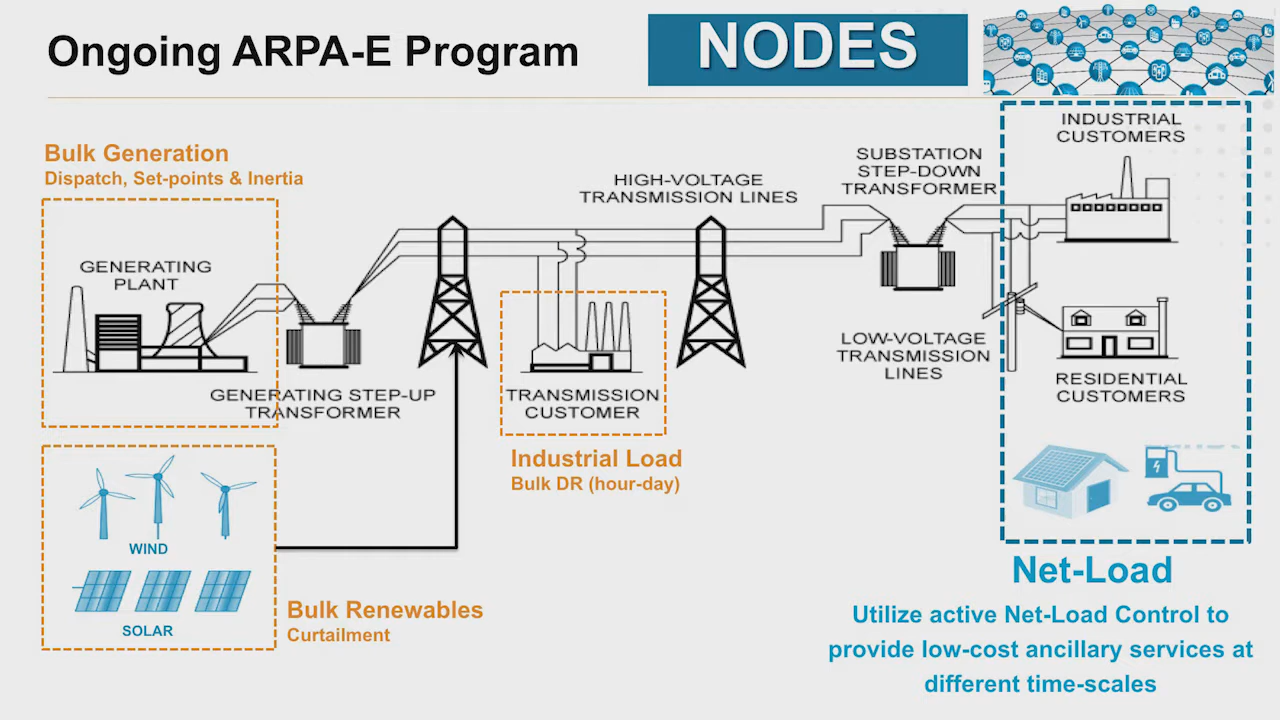 Ongoing ARPA-E Program
NODES
Bulk Generation
Dispatch, Set-points & Inertia
GENERATING
PLANT
GENERATING STEP-UP
TRANSFORMER
HIGH-VOLTAGE
TRANSMISSION LINES
TRANSMISSION
CUSTOMER
Industrial Load
Bulk DR (hour-day)
SUBSTATION
STEP-DOWN
TRANSFORMER
LOW-VOLTAGE
TRANSMISSION
LINES
INDUSTRIAL
CUSTOMERS
RESIDENTIAL
CUSTOMERS
WIND
SOLAR
Bulk Renewables
Curtailment
Net-Load
Utilize active Net-Load Control to
provide low-cost ancillary services at
different time-scales